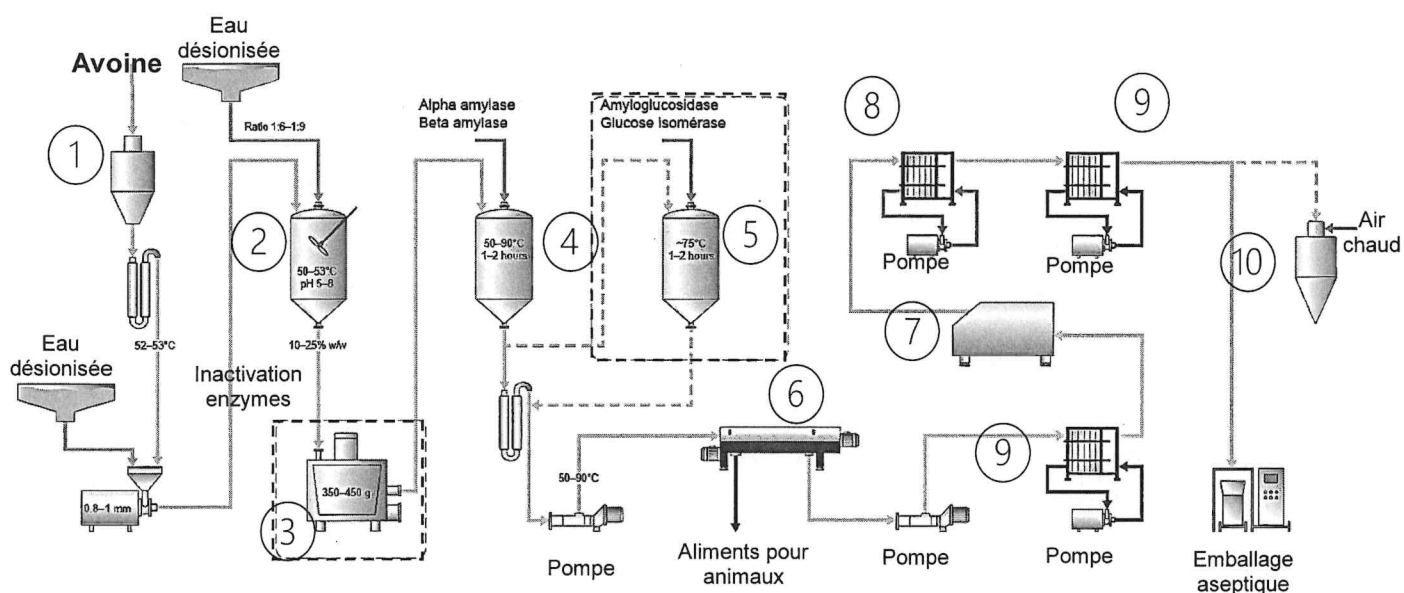 Eau
désionisée
Avoine
1
Ratio 1:6–1:9
2
50–53°C
pH 5–8
10–25% w/w
52–53°C
Eau
désionisée
0.8–1 mm
Inactivation
enzymes
350–450 g
3
Alpha amylase
Beta amylase
50–90°C
1–2 hours
4
Amyloglucosidase
Glucose isomérase
~75°C
1–2 hours
5
50–90°C
Pompe
6
Aliments pour
animaux
Pompe
9
Pompe
7
8
Pompe
9
Pompe
10
Air
chaud
Emballage
aseptique